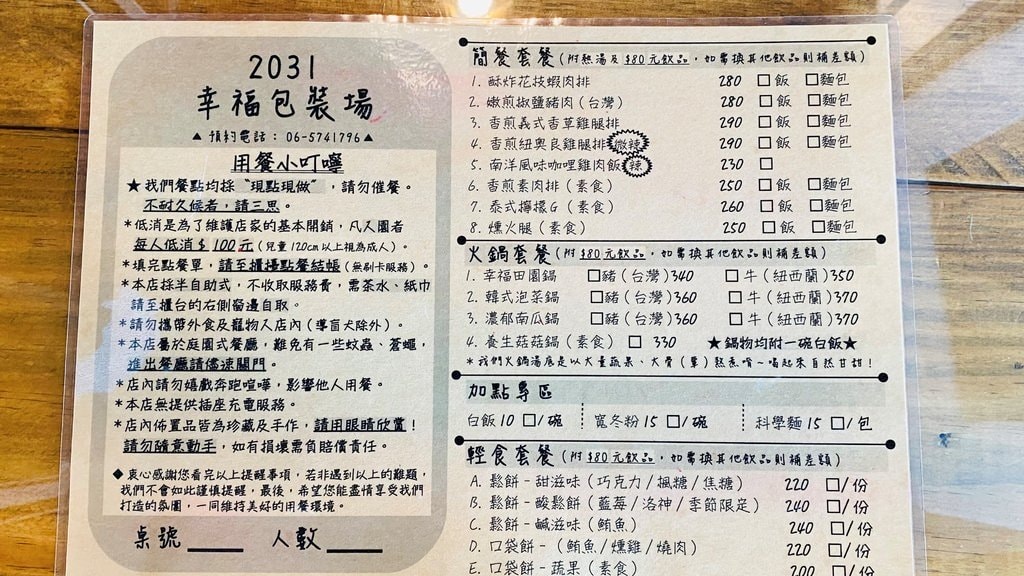 2031
幸福包裝場
▲預約電話：06-5741796▲
用餐小叮嚀
★我們餐點均採"現點現做"，請勿催餐。
不耐久候者，請三思。
*低消是為了維護店家的基本開銷，凡入園者
每人低消$100元(兒童120cm以上視為成人)。
*填完點餐單，請至櫃檯點餐結帳(無刷卡服務)。
*本店採半自助式，不收取服務費，需茶水、紙巾
請至櫃台的右側窗邊自取。
*請勿攜帶外食及寵物入店內(導盲犬除外)。
*本店屬於庭園式餐廳，難免有一些蚊蟲、蒼蠅，
進出餐廳請儘速關門。
*店內請勿嬉戲奔跑喧嘩，影響他人用餐。
*本店無提供插座充電服務。
*店內佈置品皆為珍藏及手作，請用眼睛欣賞！
請勿隨意動手，如有損壞需負賠償責任。
◆衷心感謝您看完以上提醒事項，若非遇到以上的難題，
我們不會如此謹慎提醒，最後，希望您能盡情享受我們
打造的氛圍，一同維持美好的用餐環境。
桌號____ 人數____
簡餐套餐(附熱湯及$80元飲品，如需換其他飲品則補差額)
1. 酥炸花枝蝦肉排 280 □飯 □麵包
2. 嫩煎椒鹽豬肉(台灣) 280 □飯 □麵包
3. 香煎義式香草雞腿排 290 □飯 □麵包
4. 香煎紐奧良雞腿排 微辣 290 □飯 □麵包
5. 南洋風味咖哩雞肉飯 辣 230 □
6. 香煎素肉排(素食) 250 □飯 □麵包
7. 泰式檸檬G(素食) 260 □飯 □麵包
8. 燻火腿(素食) 250 □飯 □麵包
火鍋套餐(附$80元飲品，如需換其他飲品則補差額)
1. 幸福田園鍋 □豬(台灣)340 □牛(紐西蘭)350
2. 韓式泡菜鍋 □豬(台灣)360 □牛(紐西蘭)370
3. 濃郁南瓜鍋 □豬(台灣)360 □牛(紐西蘭)370
4. 養生菇菇鍋(素食) □ 330 ★鍋物均附一碗白飯★
*我們火鍋湯底是以大量蔬果、大骨(葷)熬煮唷～喝起來自然甘甜！
加點專區
白飯10 □/碗 寬冬粉15 □/碗 科學麵15 □/包
輕食套餐(附$80元飲品，如需換其他飲品則補差額)
A. 鬆餅-甜滋味(巧克力/楓糖/焦糖) 220 □/份
B. 鬆餅-酸鬆餅(藍莓/洛神/季節限定) 240 □/份
C. 鬆餅-鹹滋味(鮪魚) 240 □/份
D. 口袋餅-(鮪魚/燻雞/燒肉) 220 □/份
E. 口袋餅-蔬果(素食) 200 □/份